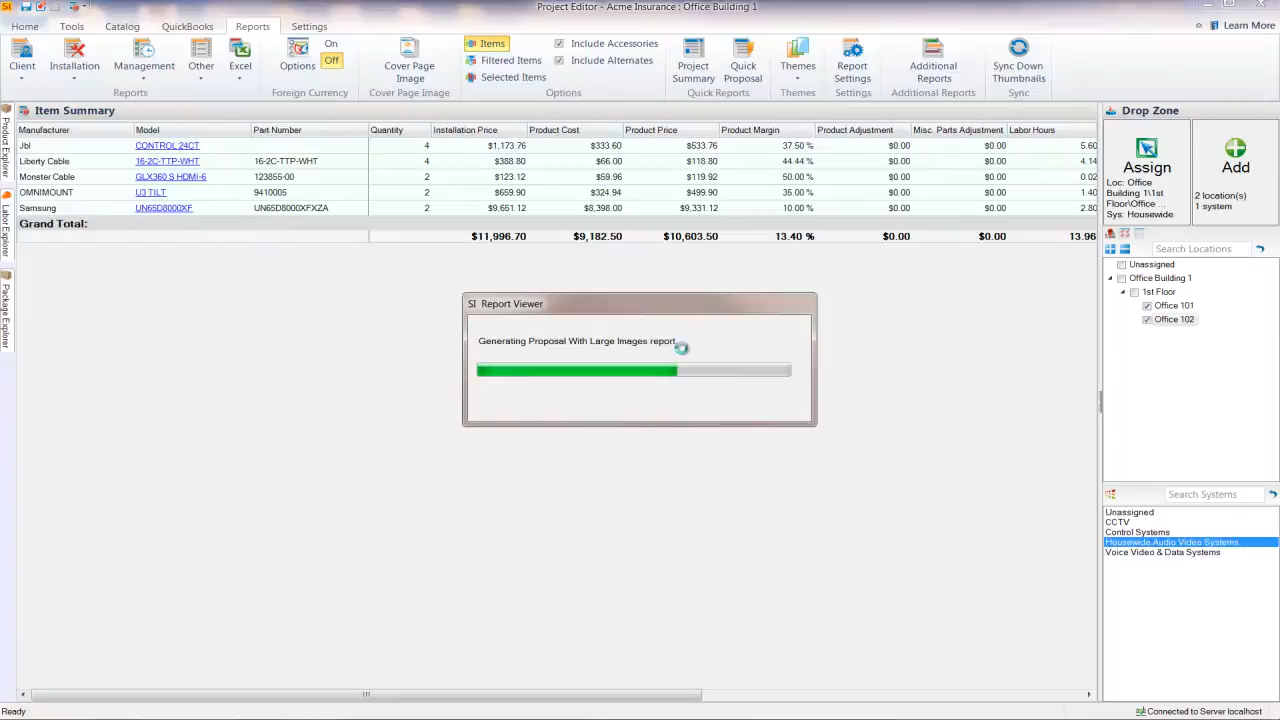 SI
Project Editor - Acme Insurance : Office Building 1
Home Tools Catalog QuickBooks Reports Settings Learn More
Client Installation Management Other Excel
Reports
Options On Off
Foreign Currency
Cover Page Image
Cover Page Image
Items Include Accessories
Filtered Items Include Alternates
Selected Items
Options
Project Summary Quick Proposal
Quick Reports
Themes
Themes
Report Settings
Settings
Additional Reports
Additional Reports
Sync Down Thumbnails
Sync
Product Explorer
Labor Explorer
Package Explorer
Item Summary
Manufacturer Model Part Number Quantity Installation Price Product Cost Product Price Product Margin Product Adjustment Misc. Parts Adjustment Labor Hours
Jbl CONTROL 24CT 4 $1,173.76 $333.60 $533.76 37.50 % $0.00 $0.00 5.60
Liberty Cable 16-2C-TTP-WHT 16-2C-TTP-WHT 4 $388.80 $66.00 $118.80 44.44 % $0.00 $0.00 4.14
Monster Cable GLX360 S HDMI-6 123855-00 2 $123.12 $59.96 $119.92 50.00 % $0.00 $0.00 0.02
OMNIMOUNT U3 TILT 9410005 2 $659.90 $324.94 $499.90 35.00 % $0.00 $0.00 1.40
Samsung UN65D8000XF UN65D8000XFXZA 2 $9,651.12 $8,398.00 $9,331.12 10.00 % $0.00 $0.00 2.80
Grand Total:
$11,996.70 $9,182.50 $10,603.50 13.40 % $0.00 $0.00 13.96
SI Report Viewer
Generating Proposal With Large Images report
Drop Zone
Assign
Loc: Office
Building 1\1st
Floor\Office ...
Sys: Housewide
Add
2 location(s)
1 system
Search Locations
Unassigned
Office Building 1
1st Floor
Office 101
Office 102
Search Systems
Unassigned
CCTV
Control Systems
Housewide Audio Video Systems
Voice Video & Data Systems
Ready
Connected to Server localhost